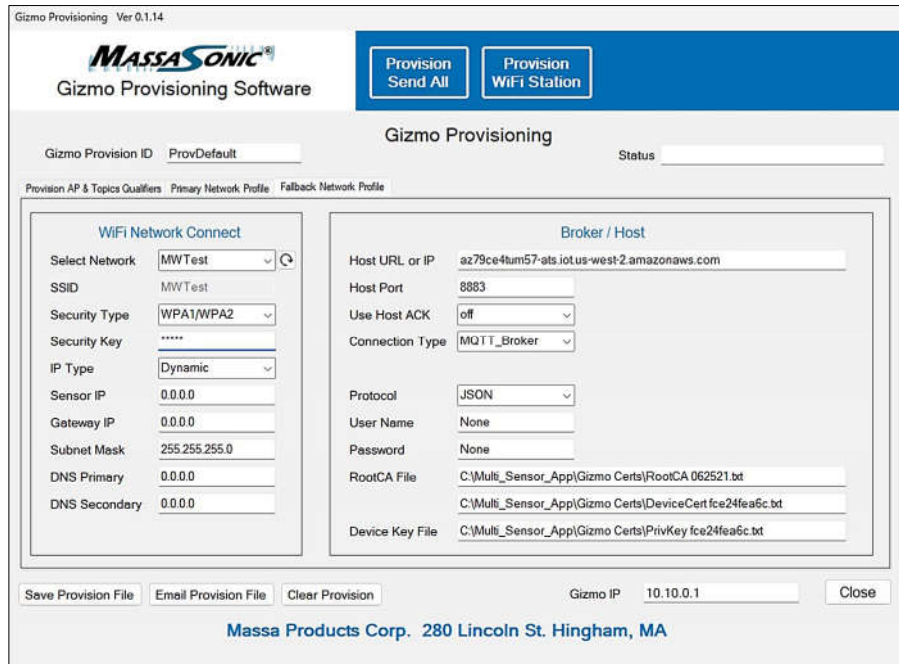 Gizmo Provisioning Ver 0.1.14
MASSASONIC®
Gizmo Provisioning Software
Provision
Send All
Provision
WiFi Station
Gizmo Provisioning
Gizmo Provision ID ProvDefault
Status
Provision AP & Topics Qualifiers Primary Network Profile Fallback Network Profile
WiFi Network Connect
Select Network MWTest
SSID MWTest
Security Type WPA1/WPA2
Security Key *****
IP Type Dynamic
Sensor IP 0.0.0.0
Gateway IP 0.0.0.0
Subnet Mask 255.255.255.0
DNS Primary 0.0.0.0
DNS Secondary 0.0.0.0
Broker / Host
Host URL or IP az79ce4tum57-ats.iot.us-west-2.amazonaws.com
Host Port 8883
Use Host ACK off
Connection Type MQTT_Broker
Protocol JSON
User Name None
Password None
RootCA File C:\Multi_Sensor_App\Gizmo Certs\RootCA 062521.txt
C:\Multi_Sensor_App\Gizmo Certs\DeviceCert fce24fea6c.txt
Device Key File C:\Multi_Sensor_App\Gizmo Certs\PrivKey fce24fea6c.txt
Save Provision File Email Provision File Clear Provision
Gizmo IP 10.10.0.1
Close
Massa Products Corp. 280 Lincoln St. Hingham, MA